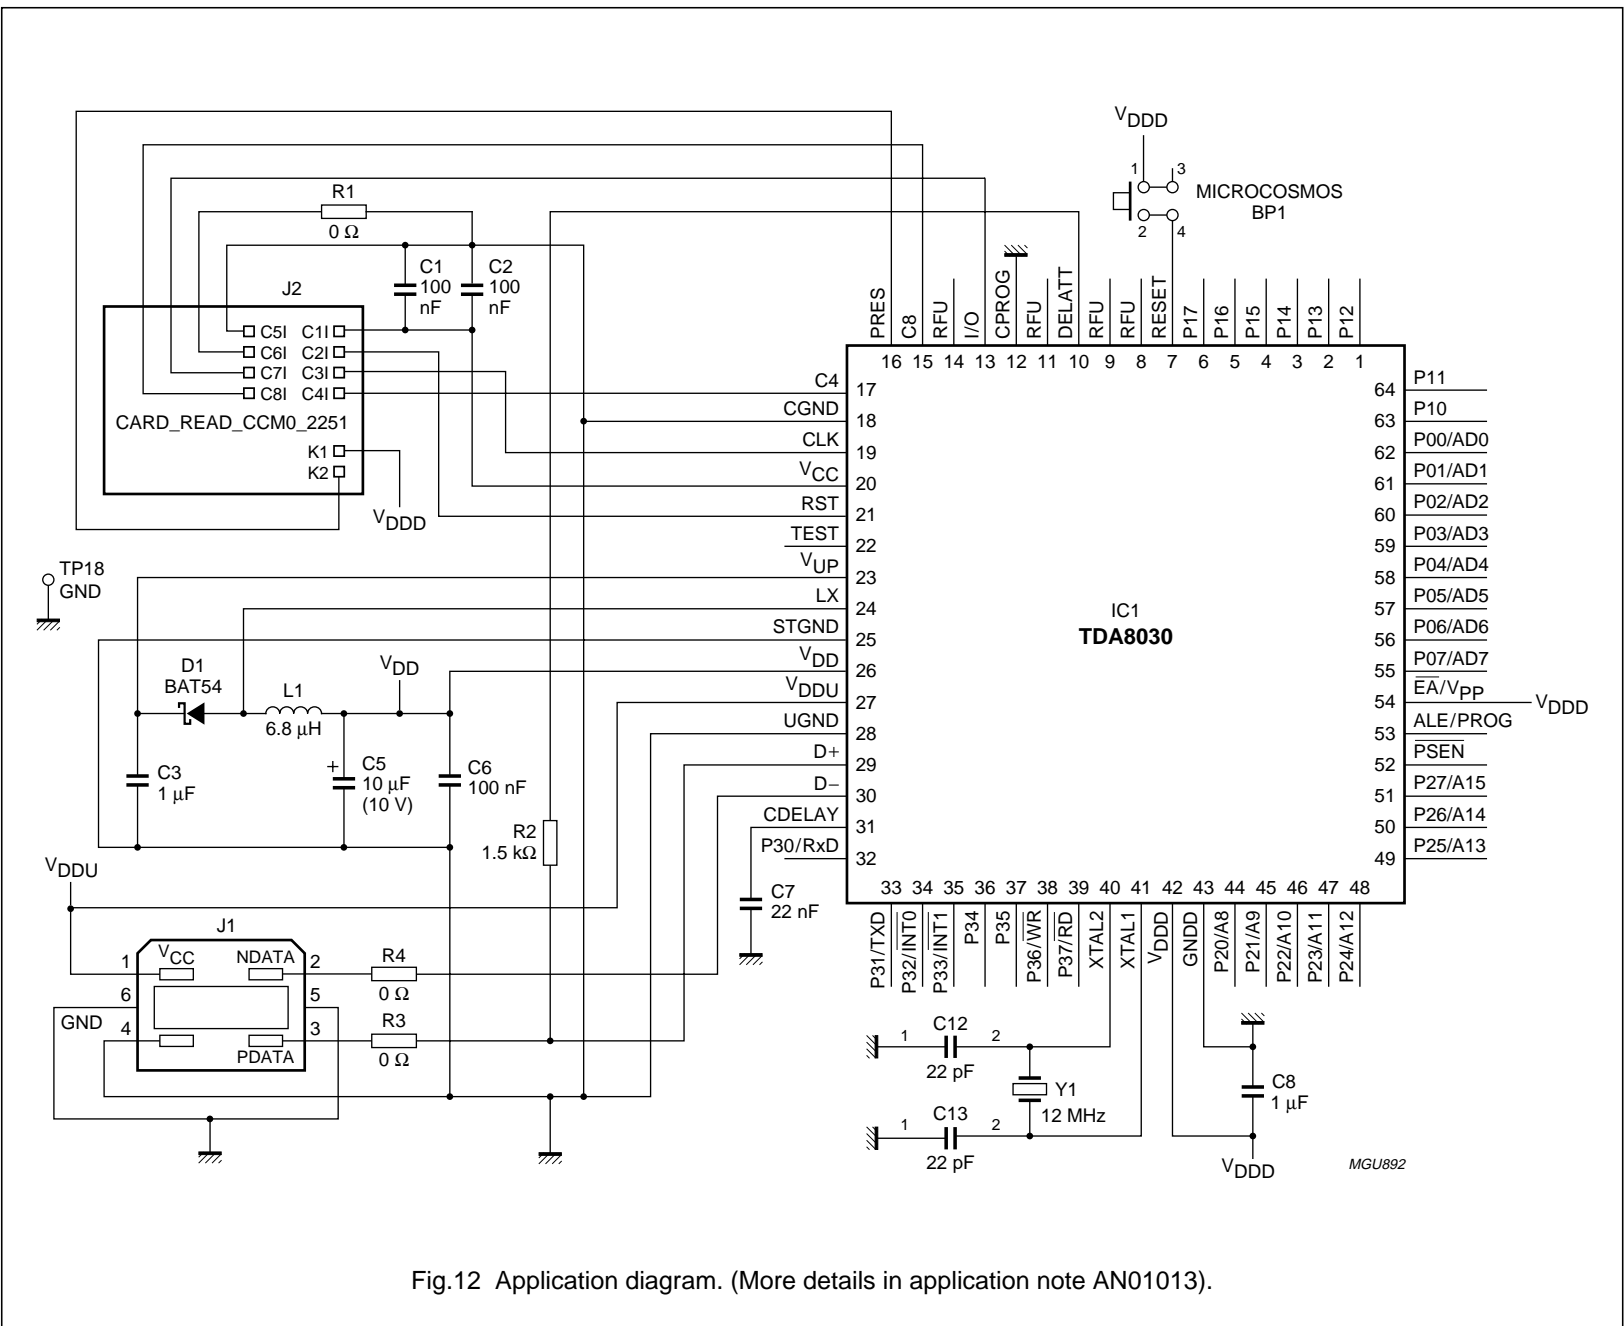 VDDD
1 3
MICROCOSMOS
BP1
2 4
R1
0 Ω
C1
100
nF
C2
100
nF
J2
C5I C1I
C6I C2I
C7I C3I
C8I C4I
CARD_READ_CCM0_2251
K1
K2
VDDD
PRES
C8
RFU
I/O
CPROG
RFU
DELATT
RFU
RFU
RESET
P17
P16
P15
P14
P13
P12
16 15 14 13 12 11 10 9 8 7 6 5 4 3 2 1
C4 17
CGND 18
CLK 19
VCC 20
RST 21
TEST 22
VUP 23
LX 24
STGND 25
VDD 26
VDDU 27
UGND 28
D+ 29
D− 30
CDELAY 31
P30/RxD 32
IC1
TDA8030
64 P11
63 P10
62 P00/AD0
61 P01/AD1
60 P02/AD2
59 P03/AD3
58 P04/AD4
57 P05/AD5
56 P06/AD6
55 P07/AD7
54 EA/VPP VDDD
53 ALE/PROG
52 PSEN
51 P27/A15
50 P26/A14
49 P25/A13
TP18
GND
D1
BAT54
L1
6.8 µH
VDD
C3
1 µF
+
C5
10 µF
(10 V)
C6
100 nF
R2
1.5 kΩ
VDDU
C7
22 nF
J1
1 VCC NDATA 2
6 5
GND
4 3
PDATA
R4
0 Ω
R3
0 Ω
33 34 35 36 37 38 39 40 41 42 43 44 45 46 47 48
P31/TXD
P32/INT0
P33/INT1
P34
P35
P36/WR
P37/RD
XTAL2
XTAL1
VDDD
GNDD
P20/A8
P21/A9
P22/A10
P23/A11
P24/A12
1 C12 2
22 pF
Y1
12 MHz
1 C13 2
22 pF
C8
1 µF
VDDD
MGU892
Fig.12 Application diagram. (More details in application note AN01013).